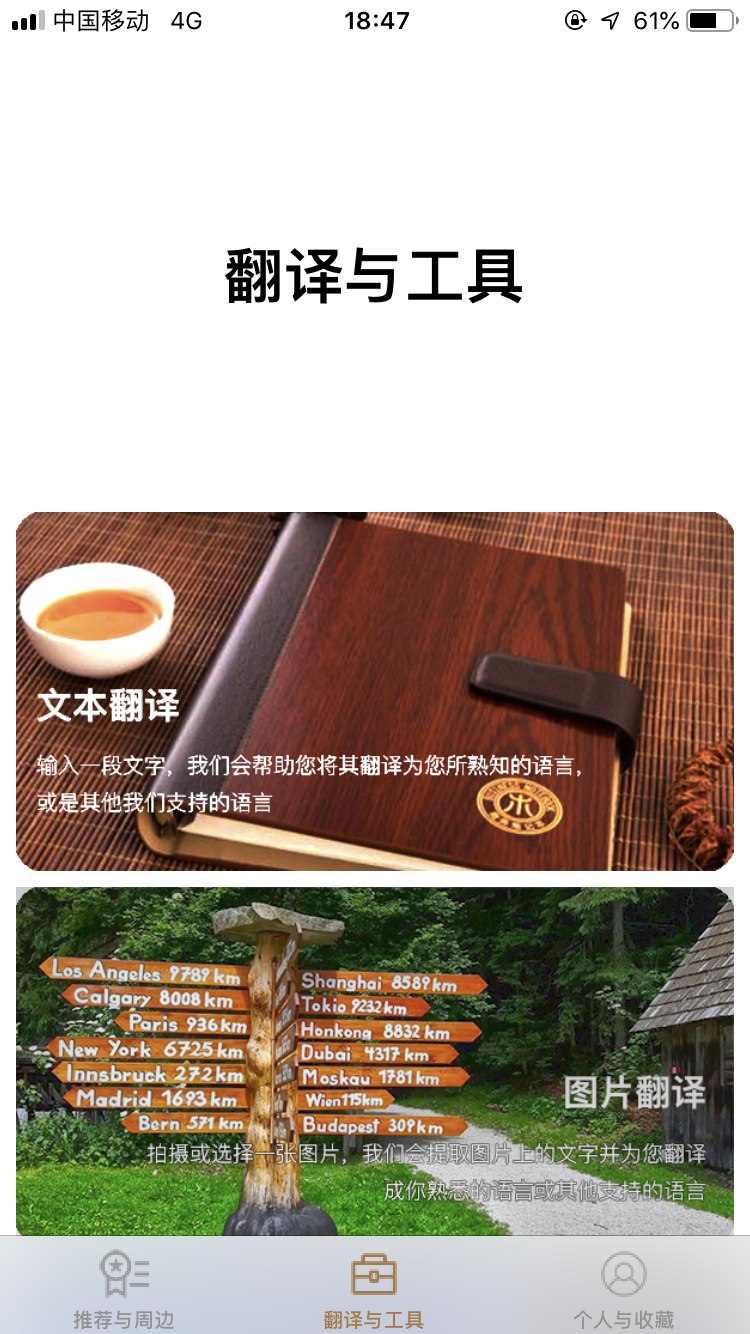 中国移动 4G 18:47 61%
翻译与工具
文本翻译
输入一段文字，我们会帮助您将其翻译为您所熟知的语言，
或是其他我们支持的语言
Los Angeles 9789 km
Calgary 8008 km
Paris 936 km
New York 6725 km
Innsbruck 272 km
Madrid 1693 km
Bern 571 km
Shanghai 8589 km
Tokio 9232 km
Honkong 8832 km
Dubai 4317 km
Moskau 1781 km
Wien 115 km
Budapest 309 km
图片翻译
拍摄或选择一张图片，我们会提取图片上的文字并为您翻译
成你熟悉的语言或其他支持的语言
推荐与周边
翻译与工具
个人与收藏